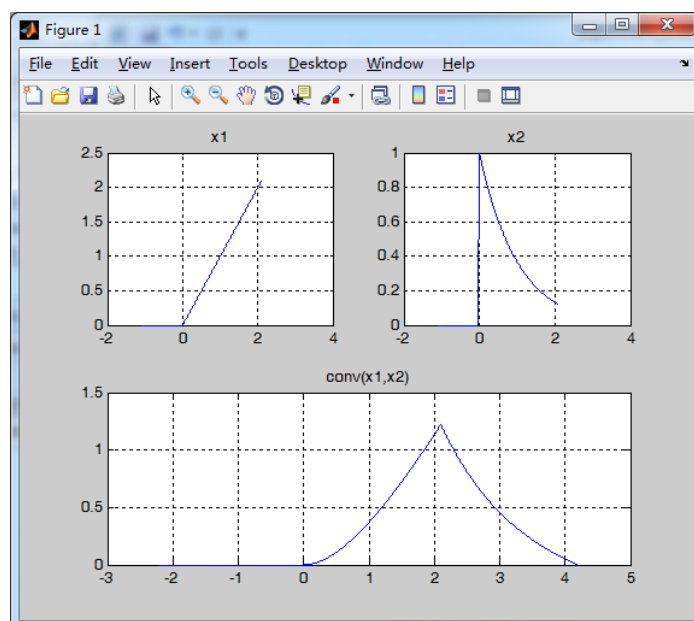 Figure 1
File Edit View Insert Tools Desktop Window Help
x1
2.5
2
1.5
1
0.5
0
-2 0 2 4
x2
1
0.8
0.6
0.4
0.2
0
-2 0 2 4
conv(x1,x2)
1.5
1
0.5
0
-3 -2 -1 0 1 2 3 4 5